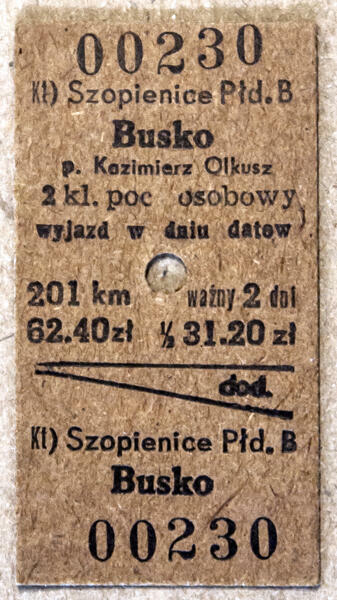 00230
Kł) Szopienice Płd. B
Busko
p. Kazimierz Olkusz
2 kl. poc osobowy
wyjazd w dniu datow
201 km ważny 2 dni
62.40zł ½ 31.20 zł
dod.
Kł) Szopienice Płd. B
Busko
00230